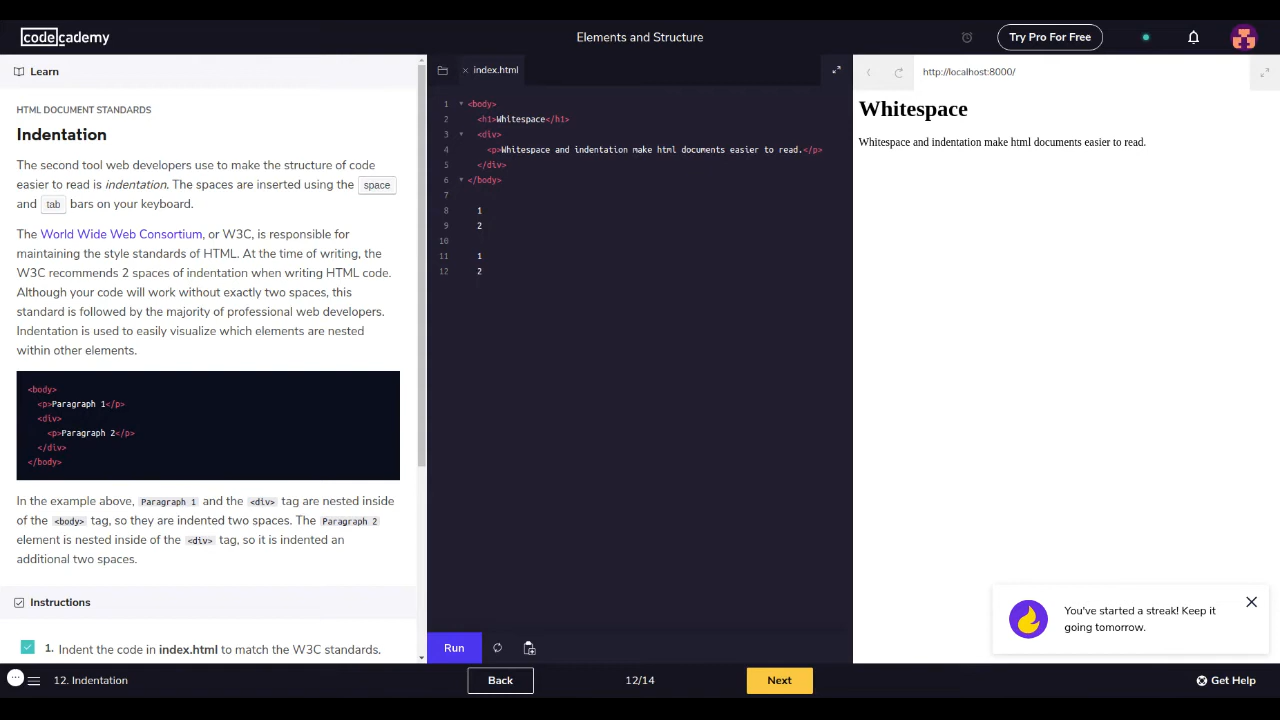 codecademy
Elements and Structure
Try Pro For Free
Learn
HTML DOCUMENT STANDARDS
Indentation
The second tool web developers use to make the structure of code
easier to read is indentation. The spaces are inserted using the space
and tab bars on your keyboard.
The World Wide Web Consortium, or W3C, is responsible for
maintaining the style standards of HTML. At the time of writing, the
W3C recommends 2 spaces of indentation when writing HTML code.
Although your code will work without exactly two spaces, this
standard is followed by the majority of professional web developers.
Indentation is used to easily visualize which elements are nested
within other elements.
<body>
<p>Paragraph 1</p>
<div>
<p>Paragraph 2</p>
</div>
</body>
In the example above, Paragraph 1 and the <div> tag are nested inside
of the <body> tag, so they are indented two spaces. The Paragraph 2
element is nested inside of the <div> tag, so it is indented an
additional two spaces.
Instructions
1. Indent the code in index.html to match the W3C standards.
index.html
1 <body>
2 <h1>Whitespace</h1>
3 <div>
4 <p>Whitespace and indentation make html documents easier to read.</p>
5 </div>
6 </body>
7
8 1
9 2
10
11 1
12 2
Run
http://localhost:8000/
Whitespace
Whitespace and indentation make html documents easier to read.
You've started a streak! Keep it
going tomorrow.
12. Indentation
Back
12/14
Next
Get Help